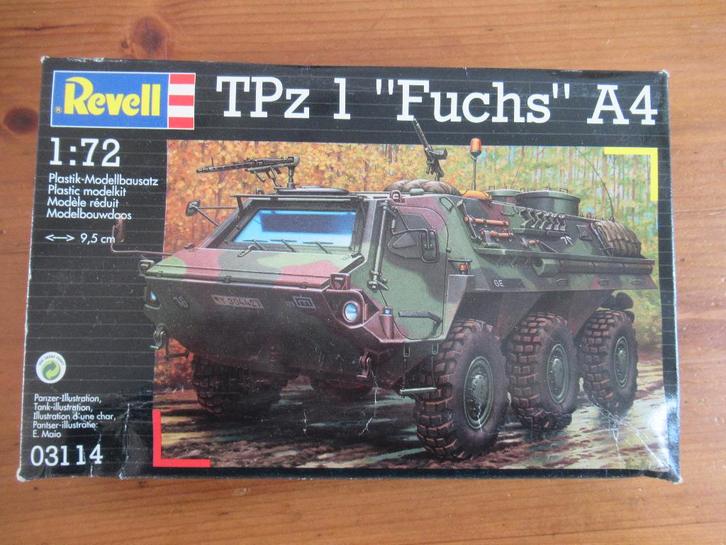 Revell
TPz 1 "Fuchs" A4
1:72
Plastik-Modellbausatz
Plastic modelkit
Modèle réduit
Modelbouwdoos
9,5 cm
GE
Panzer-Illustration,
Tank-illustration,
Illustration d'une char,
Pantser-illustratie:
E. Maio
03114